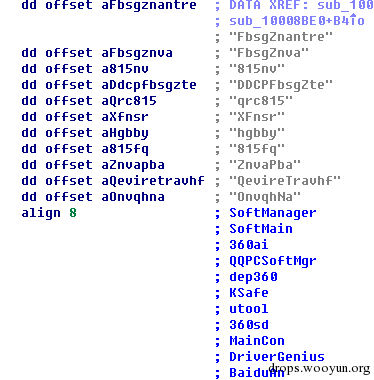 dd offset aFbsgznantre ; DATA XREF: sub_100
; sub_10008BE0+B4↑o
; "FbsgZnantre"
dd offset aFbsgznva ; "FbsgZnva"
dd offset a815nv ; "815nv"
dd offset aDdcpfbsgzte ; "DDCPFbsgZte"
dd offset aQrc815 ; "qrc815"
dd offset aXfnsr ; "XFnsr"
dd offset aHgbby ; "hgbby"
dd offset a815fq ; "815fq"
dd offset aZnvapba ; "ZnvaPba"
dd offset aQeviretravhf ; "QevireTravhf"
dd offset aOnvqhna ; "OnvqhNa"
align 8 ; SoftManager
; SoftMain
; 360ai
; QQPCSoftMgr
; dep360
; KSafe
; utool
; 360sd
; MainCon
; DriverGenius
; BaiduAn
drops.wooyun.org